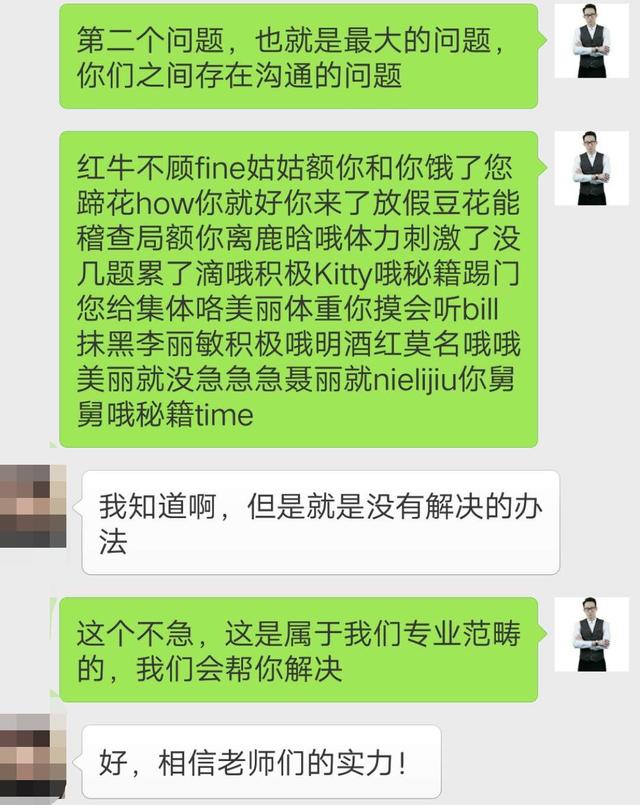 第二个问题，也就是最大的问题，
你们之间存在沟通的问题
红牛不顾fine姑姑额你和你饿了您
蹄花how你就好你来了放假豆花能
稽查局额你离鹿晗哦体力刺激了没
几题累了滴哦积极Kitty哦秘籍踢门
您给集体咯美丽体重你摸会听bill
抹黑李丽敏积极哦明酒红莫名哦哦
美丽就没急急急聂丽就nielijiu你舅
舅哦秘籍time
我知道啊，但是就是没有解决的办
法
这个不急，这是属于我们专业范畴
的，我们会帮你解决
好，相信老师们的实力！